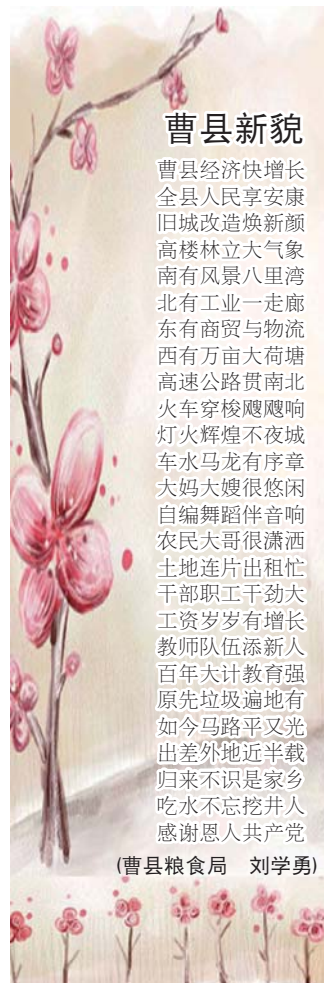 曹县新貌
曹县经济快增长
全县人民享安康
旧城改造焕新颜
高楼林立大气象
南有风景八里湾
北有工业一走廊
东有商贸与物流
西有万亩大荷塘
高速公路贯南北
火车穿梭飕飕响
灯火辉煌不夜城
车水马龙有序章
大妈大嫂很悠闲
自编舞蹈伴音响
农民大哥很潇洒
土地连片出租忙
干部职工干劲大
工资岁岁有增长
教师队伍添新人
百年大计教育强
原先垃圾遍地有
如今马路平又光
出差外地近半载
归来不识是家乡
吃水不忘挖井人
感谢恩人共产党
(曹县粮食局　刘学勇)